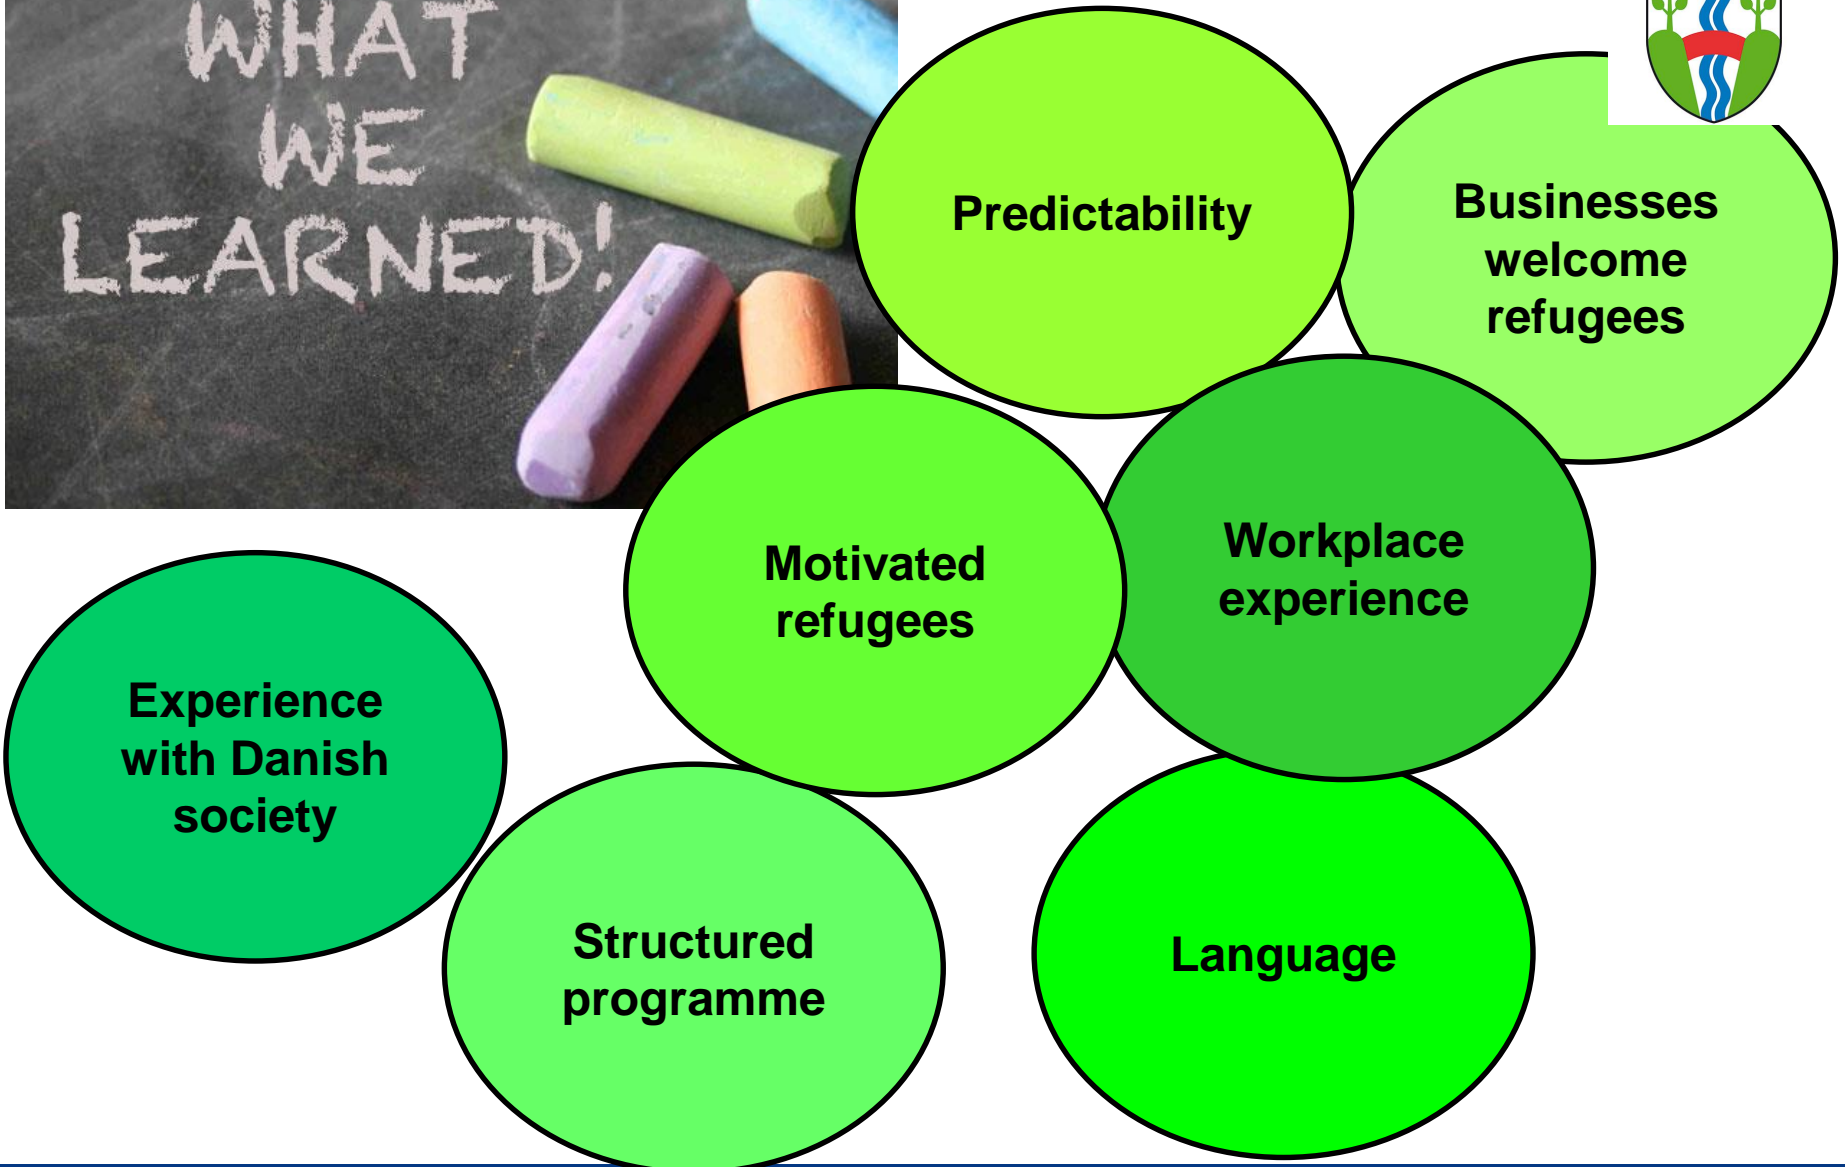 WHAT
WE
LEARNED!
Predictability
Businesses
welcome
refugees
Motivated
refugees
Workplace
experience
Experience
with Danish
society
Structured
programme
Language